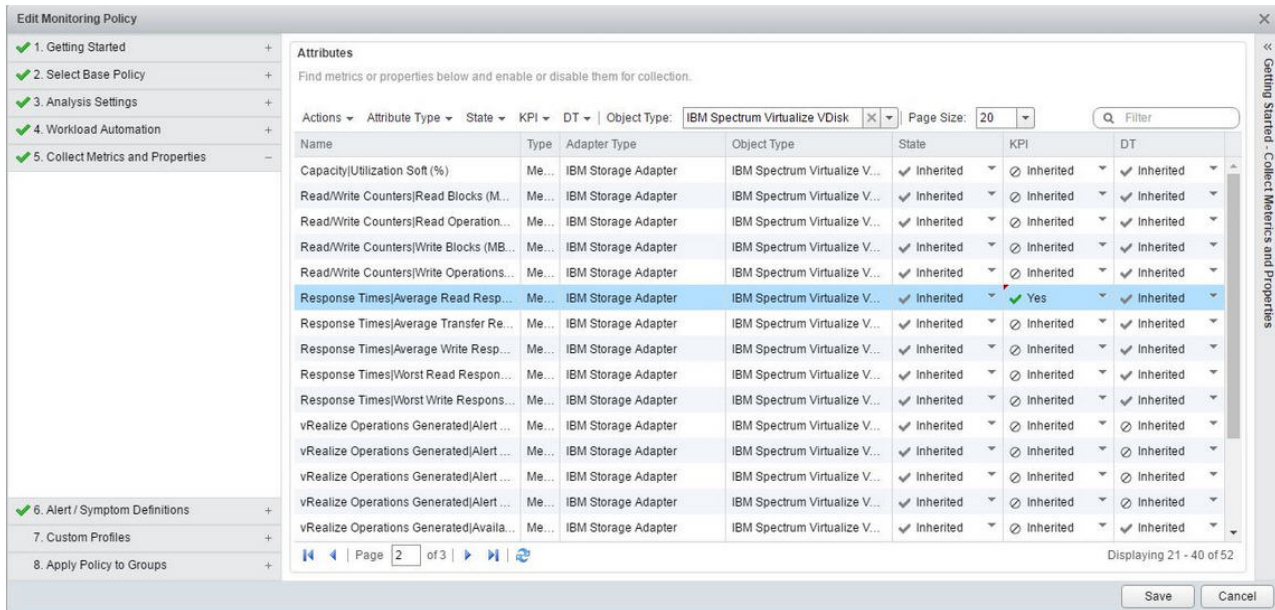 Edit Monitoring Policy
1. Getting Started
2. Select Base Policy
3. Analysis Settings
4. Workload Automation
5. Collect Metrics and Properties
6. Alert / Symptom Definitions
7. Custom Profiles
8. Apply Policy to Groups
Attributes
Find metrics or properties below and enable or disable them for collection.
Actions Attribute Type State KPI DT Object Type: IBM Spectrum Virtualize VDisk Page Size: 20 Filter
Name Type Adapter Type Object Type State KPI DT
Capacity|Utilization Soft (%) Me... IBM Storage Adapter IBM Spectrum Virtualize V... Inherited Inherited Inherited
Read/Write Counters|Read Blocks (M... Me... IBM Storage Adapter IBM Spectrum Virtualize V... Inherited Inherited Inherited
Read/Write Counters|Read Operation... Me... IBM Storage Adapter IBM Spectrum Virtualize V... Inherited Inherited Inherited
Read/Write Counters|Write Blocks (MB... Me... IBM Storage Adapter IBM Spectrum Virtualize V... Inherited Inherited Inherited
Read/Write Counters|Write Operations... Me... IBM Storage Adapter IBM Spectrum Virtualize V... Inherited Inherited Inherited
Response Times|Average Read Resp... Me... IBM Storage Adapter IBM Spectrum Virtualize V... Inherited Yes Inherited
Response Times|Average Transfer Re... Me... IBM Storage Adapter IBM Spectrum Virtualize V... Inherited Inherited Inherited
Response Times|Average Write Resp... Me... IBM Storage Adapter IBM Spectrum Virtualize V... Inherited Inherited Inherited
Response Times|Worst Read Respon... Me... IBM Storage Adapter IBM Spectrum Virtualize V... Inherited Inherited Inherited
Response Times|Worst Write Respons... Me... IBM Storage Adapter IBM Spectrum Virtualize V... Inherited Inherited Inherited
vRealize Operations Generated|Alert ... Me... IBM Storage Adapter IBM Spectrum Virtualize V... Inherited Inherited Inherited
vRealize Operations Generated|Alert ... Me... IBM Storage Adapter IBM Spectrum Virtualize V... Inherited Inherited Inherited
vRealize Operations Generated|Alert ... Me... IBM Storage Adapter IBM Spectrum Virtualize V... Inherited Inherited Inherited
vRealize Operations Generated|Alert ... Me... IBM Storage Adapter IBM Spectrum Virtualize V... Inherited Inherited Inherited
vRealize Operations Generated|Availa... Me... IBM Storage Adapter IBM Spectrum Virtualize V... Inherited Inherited Inherited
Page 2 of 3 Displaying 21 - 40 of 52
Getting Started - Collect Meterics and Properties
Save Cancel